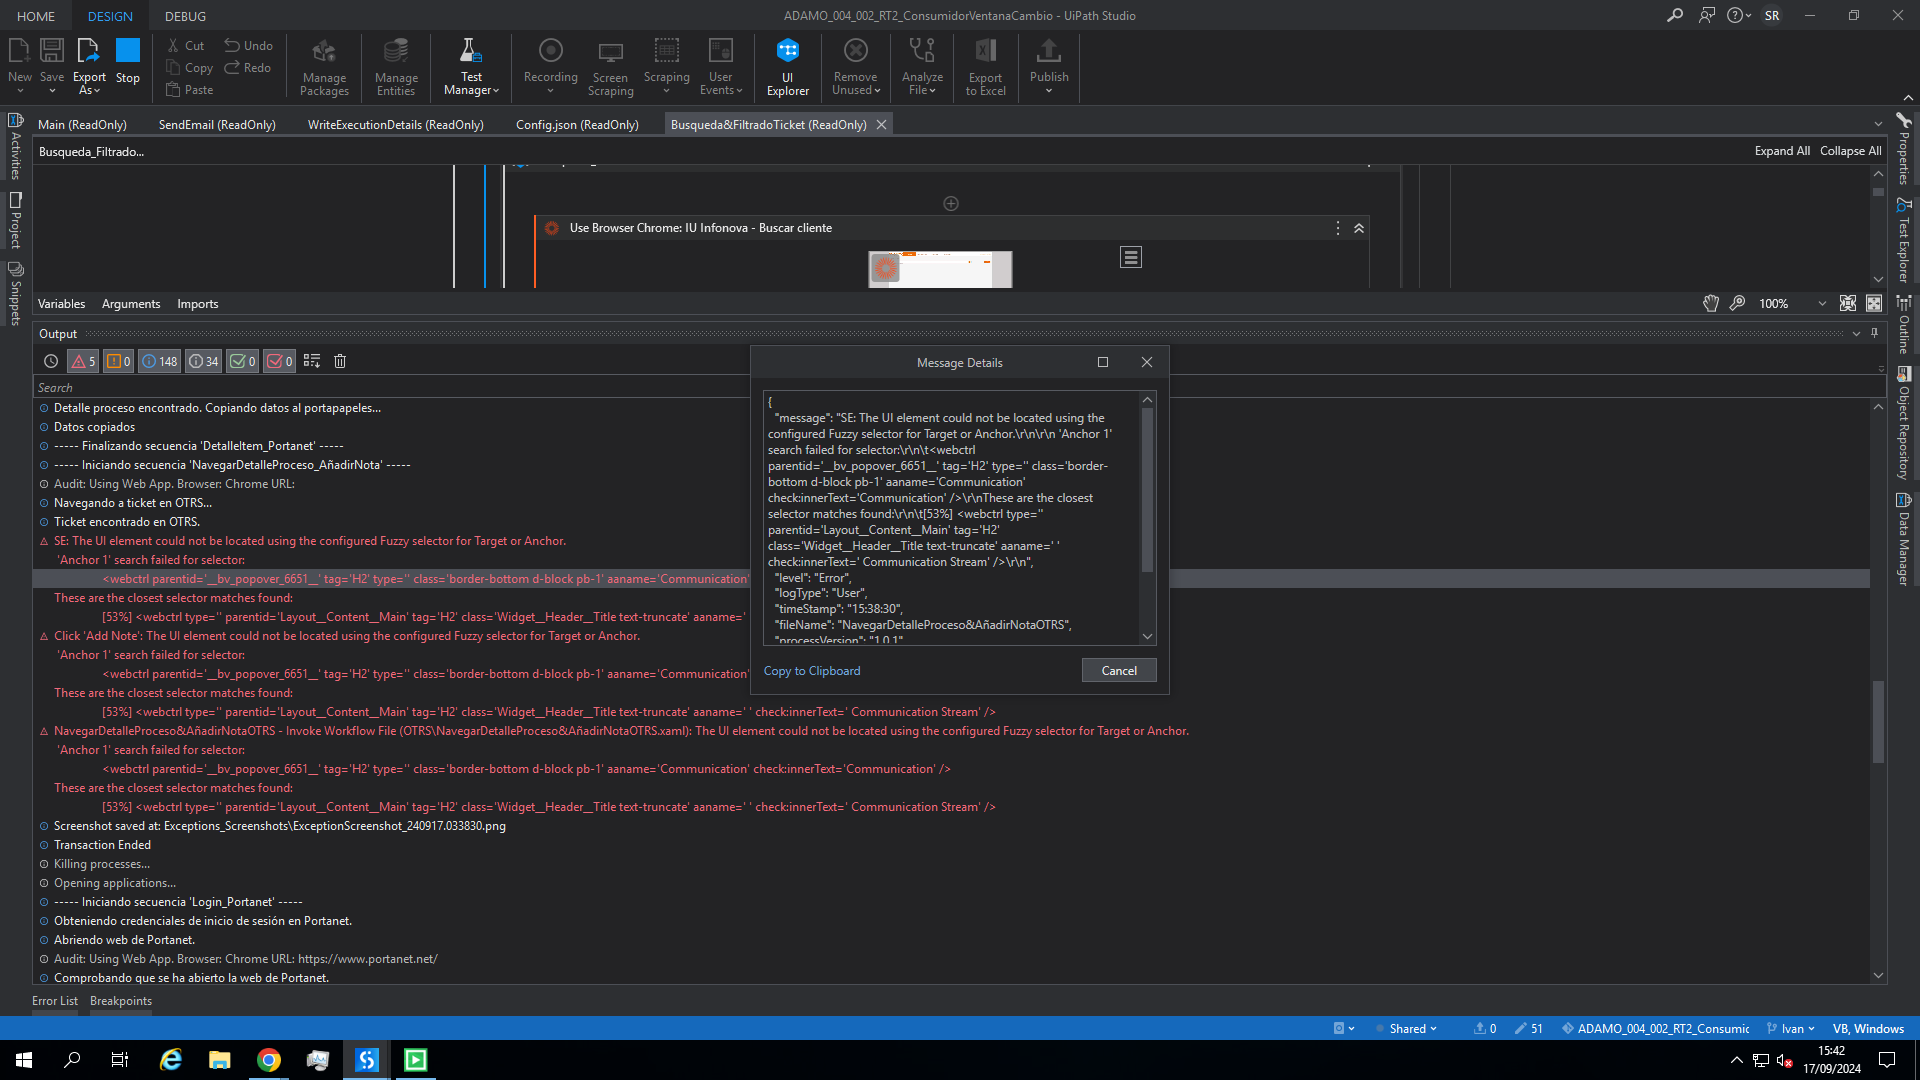 HOME DESIGN DEBUG
ADAMO_004_002_RT2_ConsumidorVentanaCambio - UiPath Studio
SR
New
Save
Export As
Stop
Cut
Copy
Paste
Undo
Redo
Manage Packages
Manage Entities
Test Manager
Recording
Screen Scraping
Scraping
User Events
UI Explorer
Remove Unused
Analyze File
Export to Excel
Publish
Main (ReadOnly)
SendEmail (ReadOnly)
WriteExecutionDetails (ReadOnly)
Config.json (ReadOnly)
Busqueda&FiltradoTicket (ReadOnly)
Activities
Project
Snippets
Busqueda_Filtrado...
Expand All Collapse All
Use Browser Chrome: IU Infonova - Buscar cliente
Variables Arguments Imports
100%
Properties
Test Explorer
Outline
Object Repository
Data Manager
Output
5 0 148 34 0 0
Search
Detalle proceso encontrado. Copiando datos al portapapeles...
Datos copiados
----- Finalizando secuencia 'DetalleItem_Portanet' -----
----- Iniciando secuencia 'NavegarDetalleProceso_AñadirNota' -----
Audit: Using Web App. Browser: Chrome URL:
Navegando a ticket en OTRS...
Ticket encontrado en OTRS.
SE: The UI element could not be located using the configured Fuzzy selector for Target or Anchor.
'Anchor 1' search failed for selector:
<webctrl parentid='__bv_popover_6651__' tag='H2' type='' class='border-bottom d-block pb-1' aaname='Communication'
These are the closest selector matches found:
[53%] <webctrl type='' parentid='Layout__Content__Main' tag='H2' class='Widget__Header__Title text-truncate' aaname='
Click 'Add Note': The UI element could not be located using the configured Fuzzy selector for Target or Anchor.
'Anchor 1' search failed for selector:
<webctrl parentid='__bv_popover_6651__' tag='H2' type='' class='border-bottom d-block pb-1' aaname='Communication'
These are the closest selector matches found:
[53%] <webctrl type='' parentid='Layout__Content__Main' tag='H2' class='Widget__Header__Title text-truncate' aaname=' ' check:innerText=' Communication Stream' />
NavegarDetalleProceso&AñadirNotaOTRS - Invoke Workflow File (OTRS\NavegarDetalleProceso&AñadirNotaOTRS.xaml): The UI element could not be located using the configured Fuzzy selector for Target or Anchor.
'Anchor 1' search failed for selector:
<webctrl parentid='__bv_popover_6651__' tag='H2' type='' class='border-bottom d-block pb-1' aaname='Communication' check:innerText='Communication' />
These are the closest selector matches found:
[53%] <webctrl type='' parentid='Layout__Content__Main' tag='H2' class='Widget__Header__Title text-truncate' aaname=' ' check:innerText=' Communication Stream' />
Screenshot saved at: Exceptions_Screenshots\ExceptionScreenshot_240917.033830.png
Transaction Ended
Killing processes...
Opening applications...
----- Iniciando secuencia 'Login_Portanet' -----
Obteniendo credenciales de inicio de sesión en Portanet.
Abriendo web de Portanet.
Audit: Using Web App. Browser: Chrome URL: https://www.portanet.net/
Comprobando que se ha abierto la web de Portanet.
Message Details
{
"message": "SE: The UI element could not be located using the
configured Fuzzy selector for Target or Anchor.\r\n\r\n 'Anchor 1'
search failed for selector:\r\n\t<webctrl
parentid='__bv_popover_6651__' tag='H2' type='' class='border-
bottom d-block pb-1' aaname='Communication'
check:innerText='Communication' />\r\nThese are the closest
selector matches found:\r\n\t[53%] <webctrl type=''
parentid='Layout__Content__Main' tag='H2'
class='Widget__Header__Title text-truncate' aaname=' '
check:innerText=' Communication Stream' />\r\n",
"level": "Error",
"logType": "User",
"timeStamp": "15:38:30",
"fileName": "NavegarDetalleProceso&AñadirNotaOTRS",
"processVersion": "1.0.1"
Copy to Clipboard
Cancel
Error List Breakpoints
Shared
0
51
ADAMO_004_002_RT2_Consumic
Ivan
VB, Windows
15:42
17/09/2024